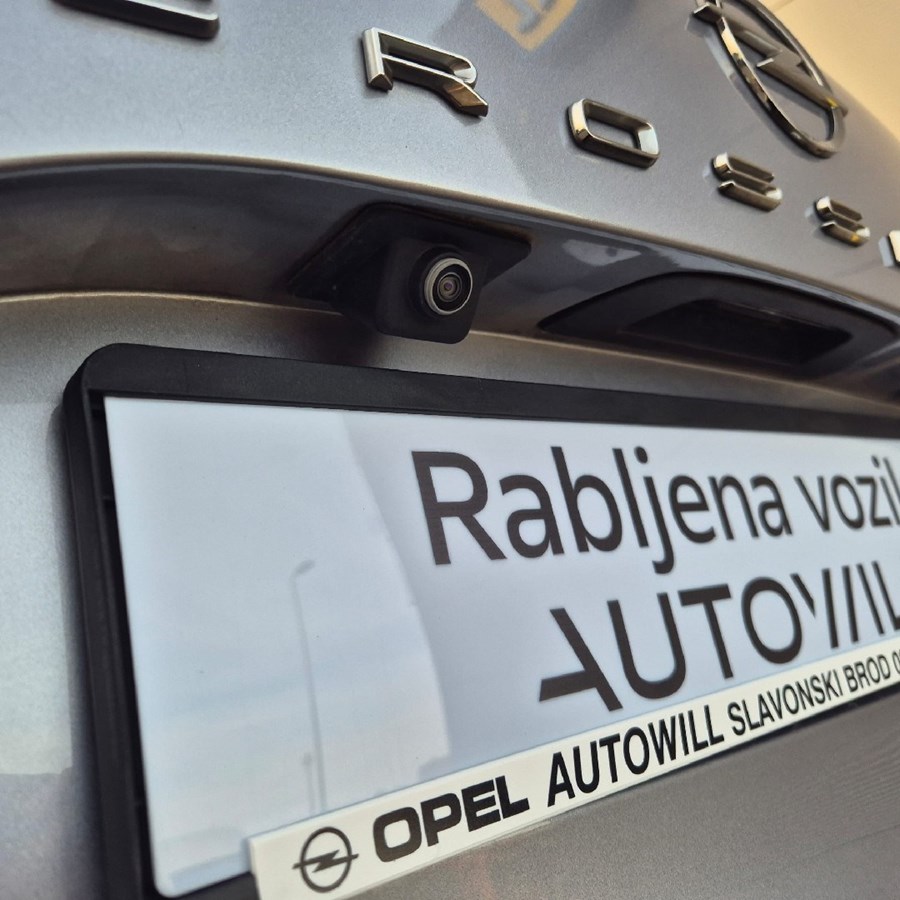 ROSS
Rabljena vozil
AUTOWILL
OPEL AUTOWILL SLAVONSKI BROD